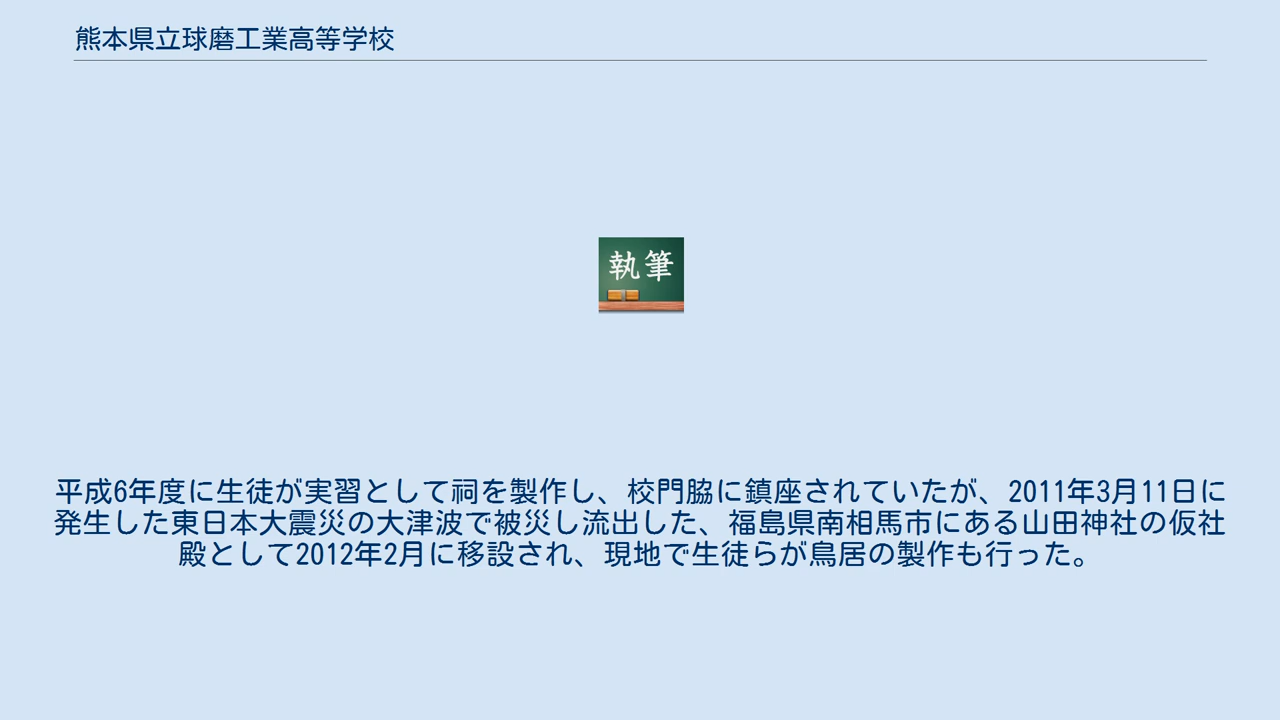 熊本県立球磨工業高等学校
執筆
平成6年度に生徒が実習として祠を製作し、校門脇に鎮座されていたが、2011年3月11日に
発生した東日本大震災の大津波で被災し流出した、福島県南相馬市にある山田神社の仮社
殿として2012年2月に移設され、現地で生徒らが鳥居の製作も行った。